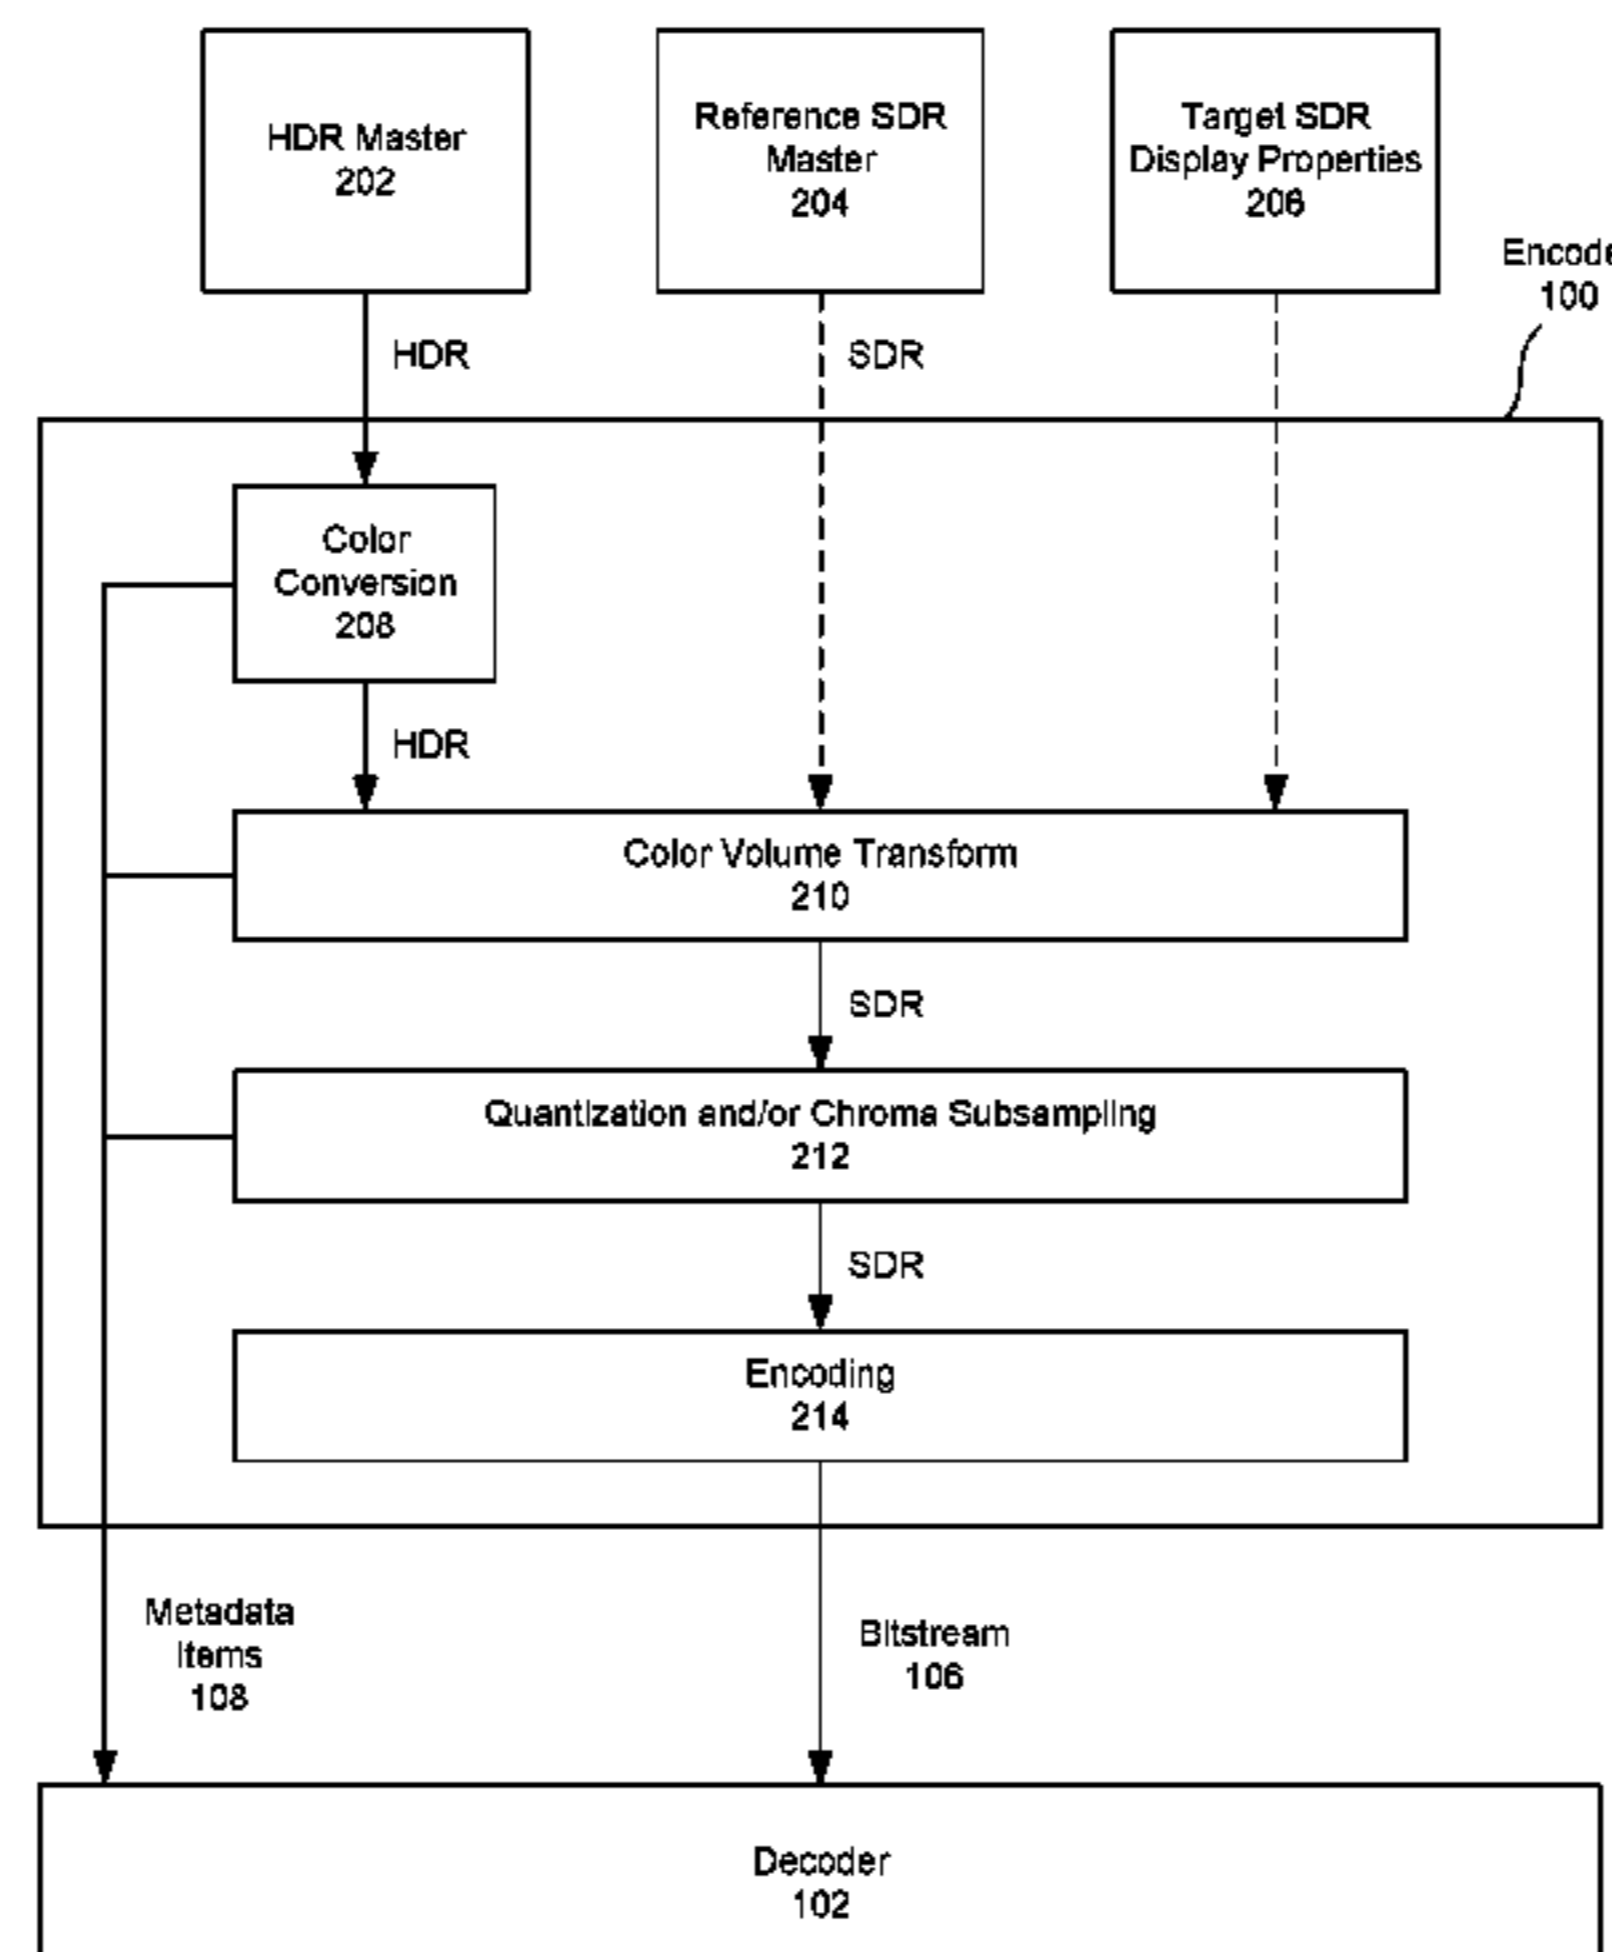 HDR Master
202
Reference SDR
Master
204
Target SDR
Display Properties
206
Encode
100
HDR
SDR
Color
Conversion
208
HDR
Color Volume Transform
210
SDR
Quantization and/or Chroma Subsampling
212
SDR
Encoding
214
Metadata
Items
108
Bitstream
106
Decoder
102